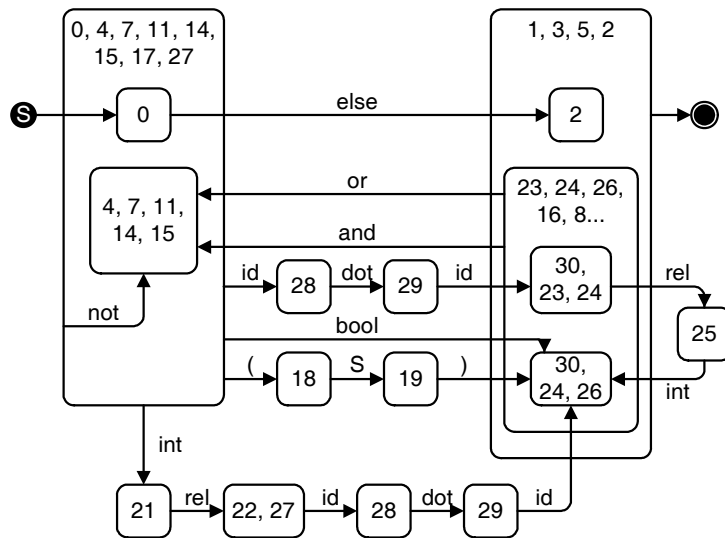 0, 4, 7, 11, 14,
15, 17, 27
1, 3, 5, 2
S
0
else
2
or
23, 24, 26,
16, 8...
4, 7, 11,
14, 15
and
id
28
dot
29
id
30,
23, 24
rel
not
bool
25
(
18
S
19
)
30,
24, 26
int
int
21
rel
22, 27
id
28
dot
29
id